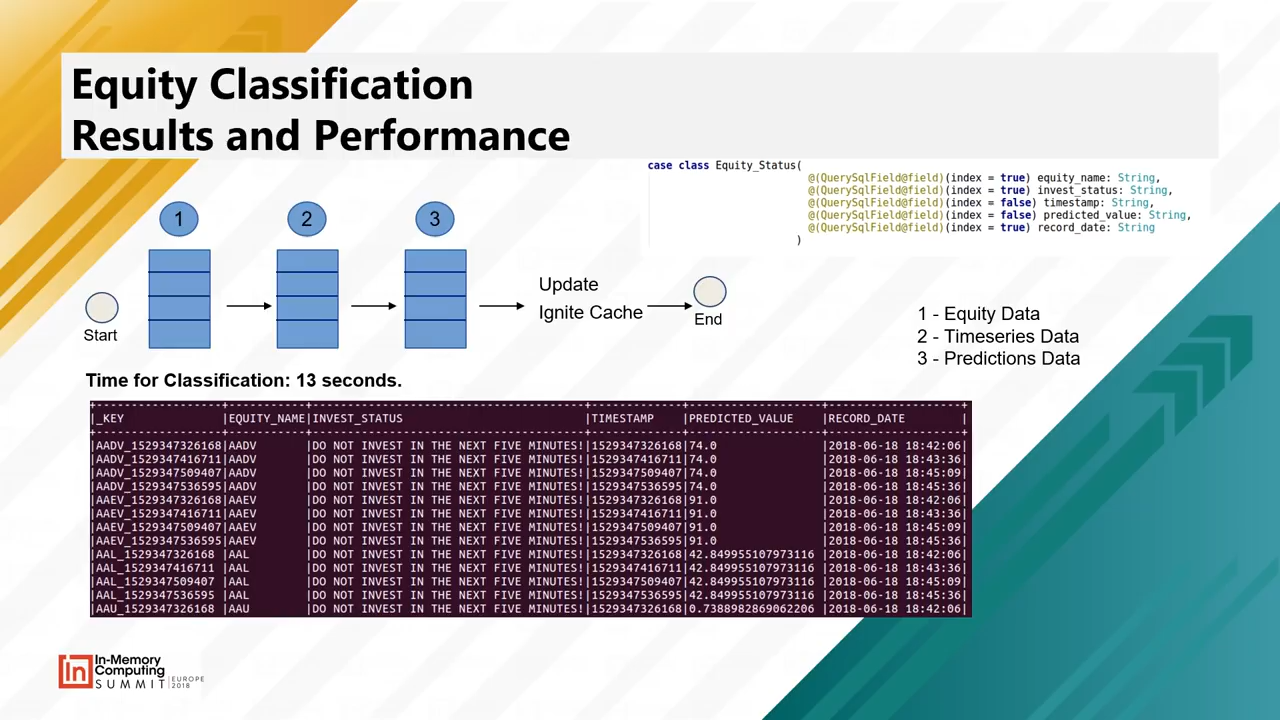 Equity Classification
Results and Performance
case class Equity_Status(
@(QuerySqlField@field)(index = true) equity_name: String,
@(QuerySqlField@field)(index = true) invest_status: String,
@(QuerySqlField@field)(index = false) timestamp: String,
@(QuerySqlField@field)(index = false) predicted_value: String,
@(QuerySqlField@field)(index = true) record_date: String
)
1 2 3
Start
Update
Ignite Cache
End
1 - Equity Data
2 - Timeseries Data
3 - Predictions Data
Time for Classification: 13 seconds.
+------------------+-----------+---------------------------------------+-------------+------------------+-------------------+
|_KEY |EQUITY_NAME|INVEST_STATUS |TIMESTAMP |PREDICTED_VALUE |RECORD_DATE |
+------------------+-----------+---------------------------------------+-------------+------------------+-------------------+
|AADV_1529347326168|AADV |DO NOT INVEST IN THE NEXT FIVE MINUTES!|1529347326168|74.0 |2018-06-18 18:42:06|
|AADV_1529347416711|AADV |DO NOT INVEST IN THE NEXT FIVE MINUTES!|1529347416711|74.0 |2018-06-18 18:43:36|
|AADV_1529347509407|AADV |DO NOT INVEST IN THE NEXT FIVE MINUTES!|1529347509407|74.0 |2018-06-18 18:45:09|
|AADV_1529347536595|AADV |DO NOT INVEST IN THE NEXT FIVE MINUTES!|1529347536595|74.0 |2018-06-18 18:45:36|
|AAEV_1529347326168|AAEV |DO NOT INVEST IN THE NEXT FIVE MINUTES!|1529347326168|91.0 |2018-06-18 18:42:06|
|AAEV_1529347416711|AAEV |DO NOT INVEST IN THE NEXT FIVE MINUTES!|1529347416711|91.0 |2018-06-18 18:43:36|
|AAEV_1529347509407|AAEV |DO NOT INVEST IN THE NEXT FIVE MINUTES!|1529347509407|91.0 |2018-06-18 18:45:09|
|AAEV_1529347536595|AAEV |DO NOT INVEST IN THE NEXT FIVE MINUTES!|1529347536595|91.0 |2018-06-18 18:45:36|
|AAL_1529347326168 |AAL |DO NOT INVEST IN THE NEXT FIVE MINUTES!|1529347326168|42.849955107973116 |2018-06-18 18:42:06|
|AAL_1529347416711 |AAL |DO NOT INVEST IN THE NEXT FIVE MINUTES!|1529347416711|42.849955107973116 |2018-06-18 18:43:36|
|AAL_1529347509407 |AAL |DO NOT INVEST IN THE NEXT FIVE MINUTES!|1529347509407|42.849955107973116 |2018-06-18 18:45:09|
|AAL_1529347536595 |AAL |DO NOT INVEST IN THE NEXT FIVE MINUTES!|1529347536595|42.849955107973116 |2018-06-18 18:45:36|
|AAU_1529347326168 |AAU |DO NOT INVEST IN THE NEXT FIVE MINUTES!|1529347326168|0.7388982869062206 |2018-06-18 18:42:06|
In
In-Memory
Computing
SUMMIT EUROPE 2018